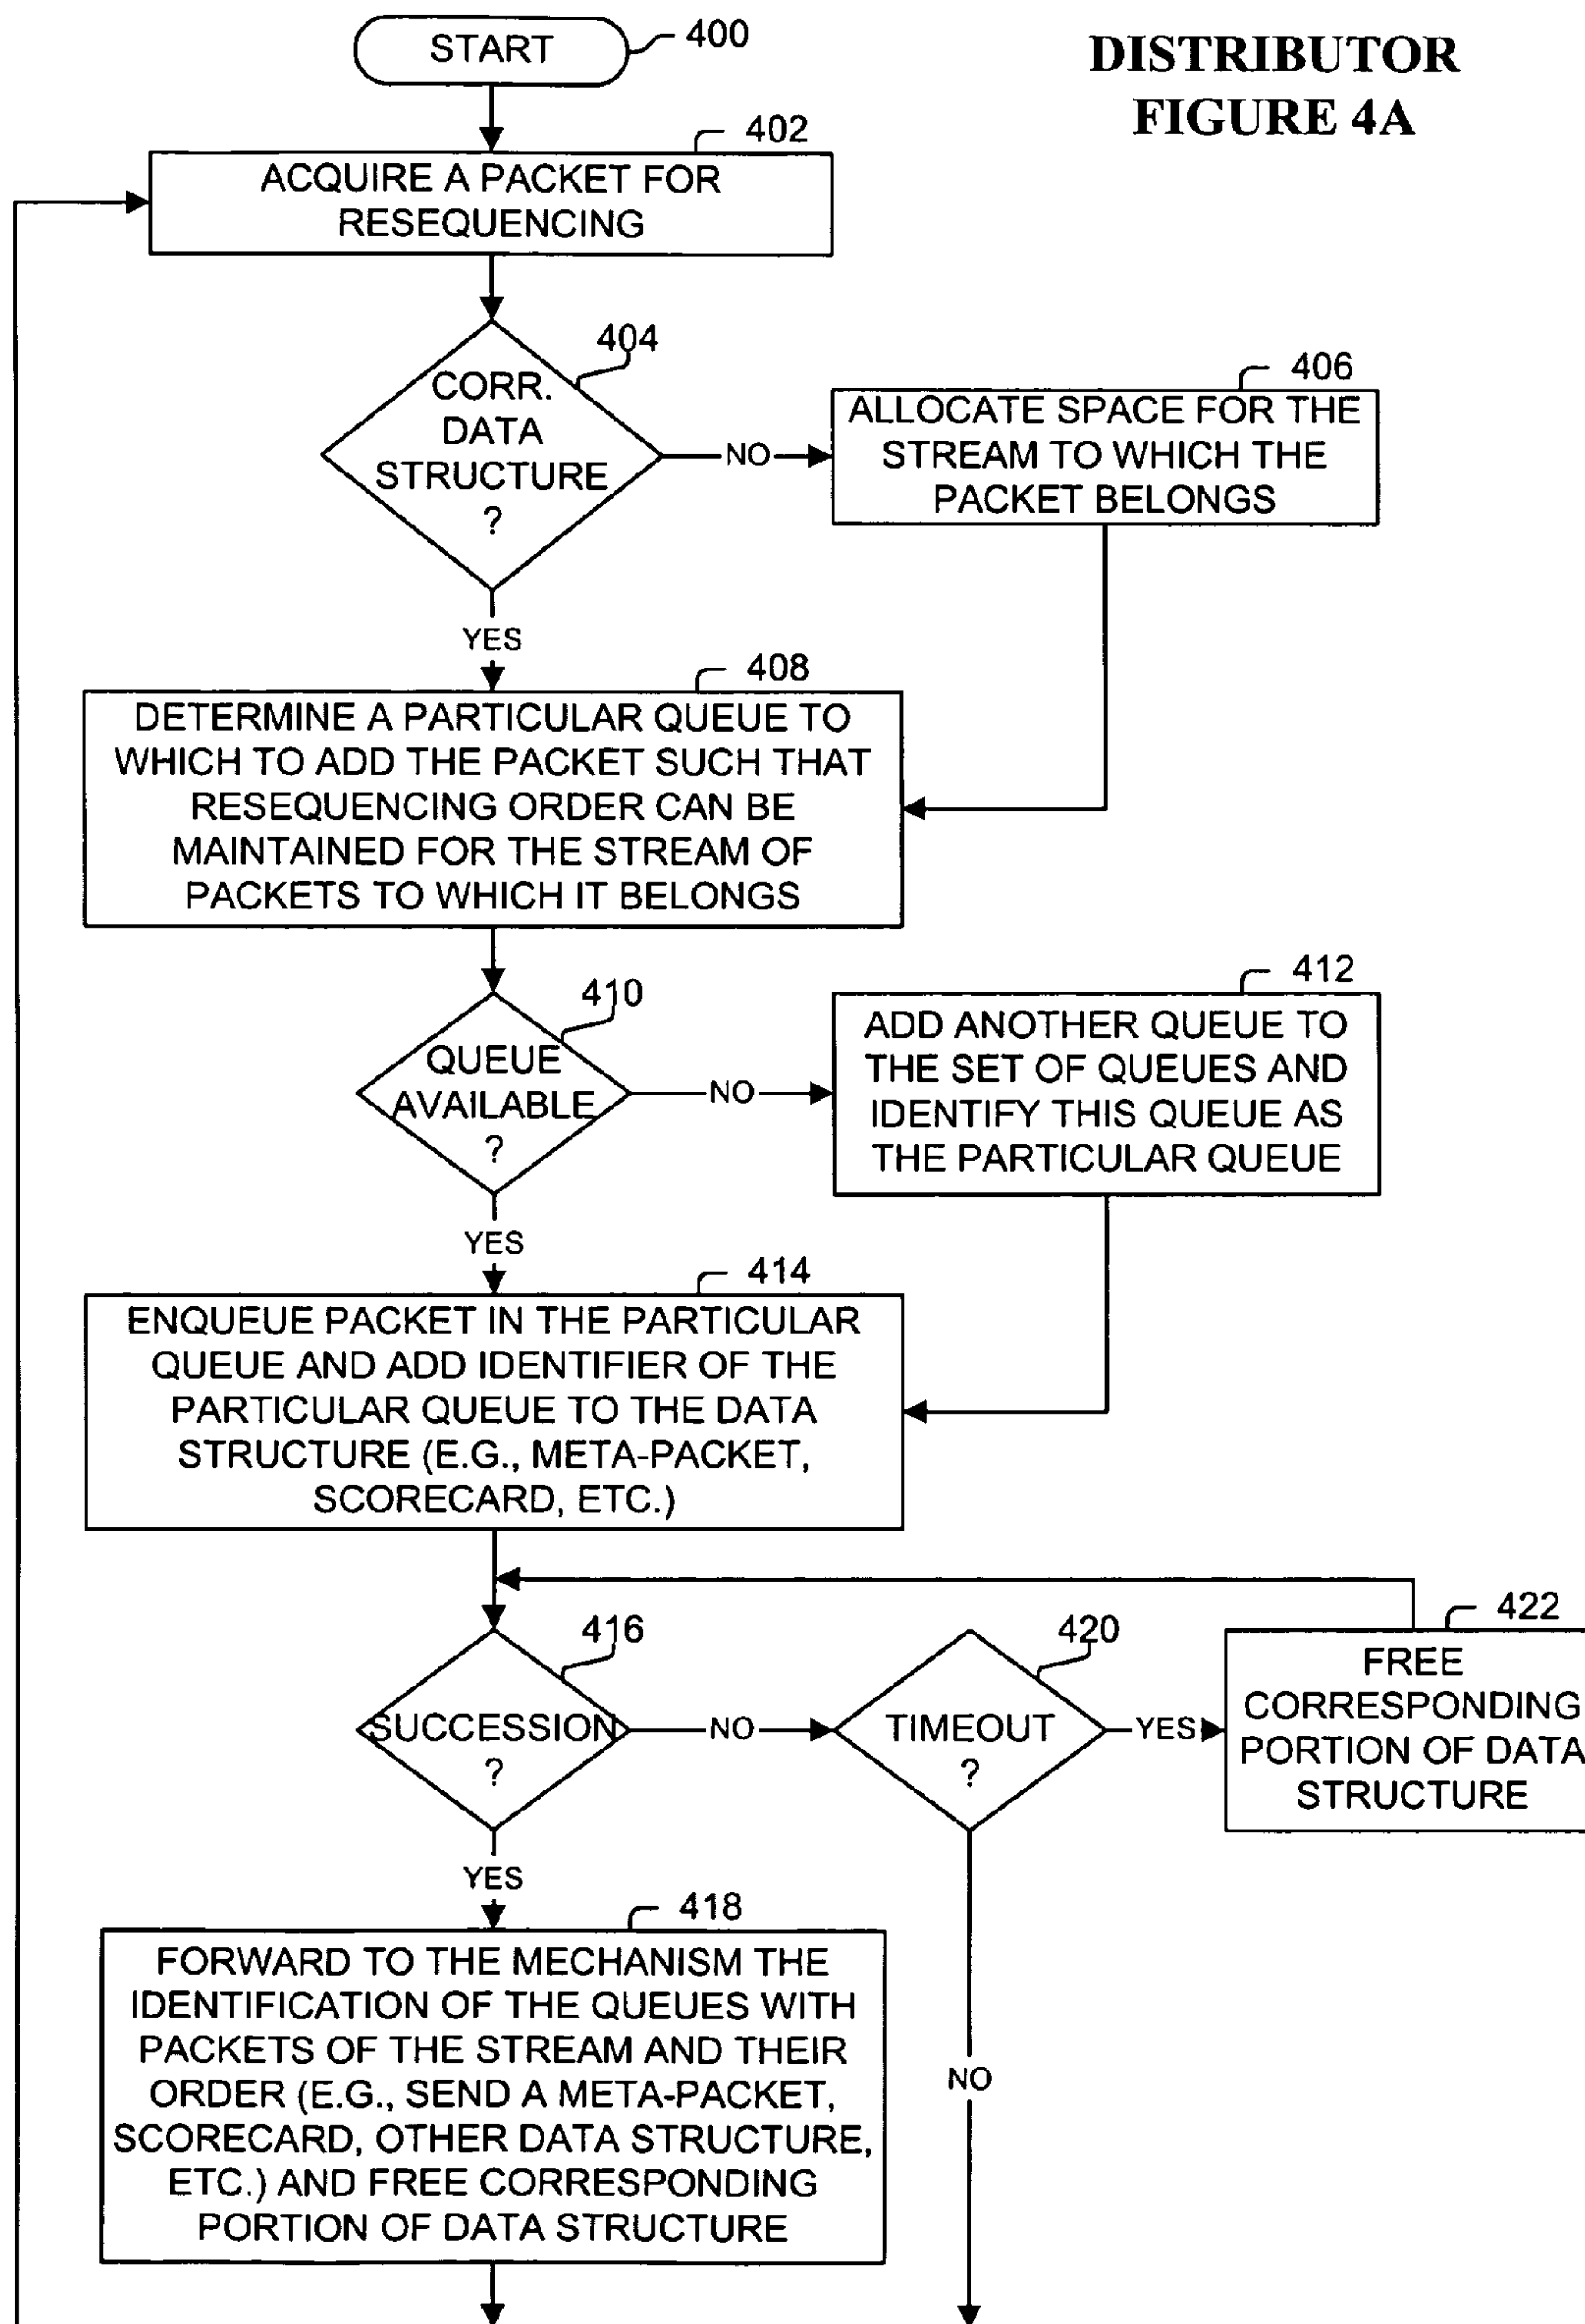 START
400
DISTRIBUTOR
FIGURE 4A
402
ACQUIRE A PACKET FOR
RESEQUENCING
404
CORR.
DATA
STRUCTURE
?
NO
406
ALLOCATE SPACE FOR THE
STREAM TO WHICH THE
PACKET BELONGS
YES
408
DETERMINE A PARTICULAR QUEUE TO
WHICH TO ADD THE PACKET SUCH THAT
RESEQUENCING ORDER CAN BE
MAINTAINED FOR THE STREAM OF
PACKETS TO WHICH IT BELONGS
410
QUEUE
AVAILABLE
?
NO
412
ADD ANOTHER QUEUE TO
THE SET OF QUEUES AND
IDENTIFY THIS QUEUE AS
THE PARTICULAR QUEUE
YES
414
ENQUEUE PACKET IN THE PARTICULAR
QUEUE AND ADD IDENTIFIER OF THE
PARTICULAR QUEUE TO THE DATA
STRUCTURE (E.G., META-PACKET,
SCORECARD, ETC.)
416
SUCCESSION
?
NO
420
TIMEOUT
?
YES
422
FREE
CORRESPONDING
PORTION OF DATA
STRUCTURE
YES
418
FORWARD TO THE MECHANISM THE
IDENTIFICATION OF THE QUEUES WITH
PACKETS OF THE STREAM AND THEIR
ORDER (E.G., SEND A META-PACKET,
SCORECARD, OTHER DATA STRUCTURE,
ETC.) AND FREE CORRESPONDING
PORTION OF DATA STRUCTURE
NO